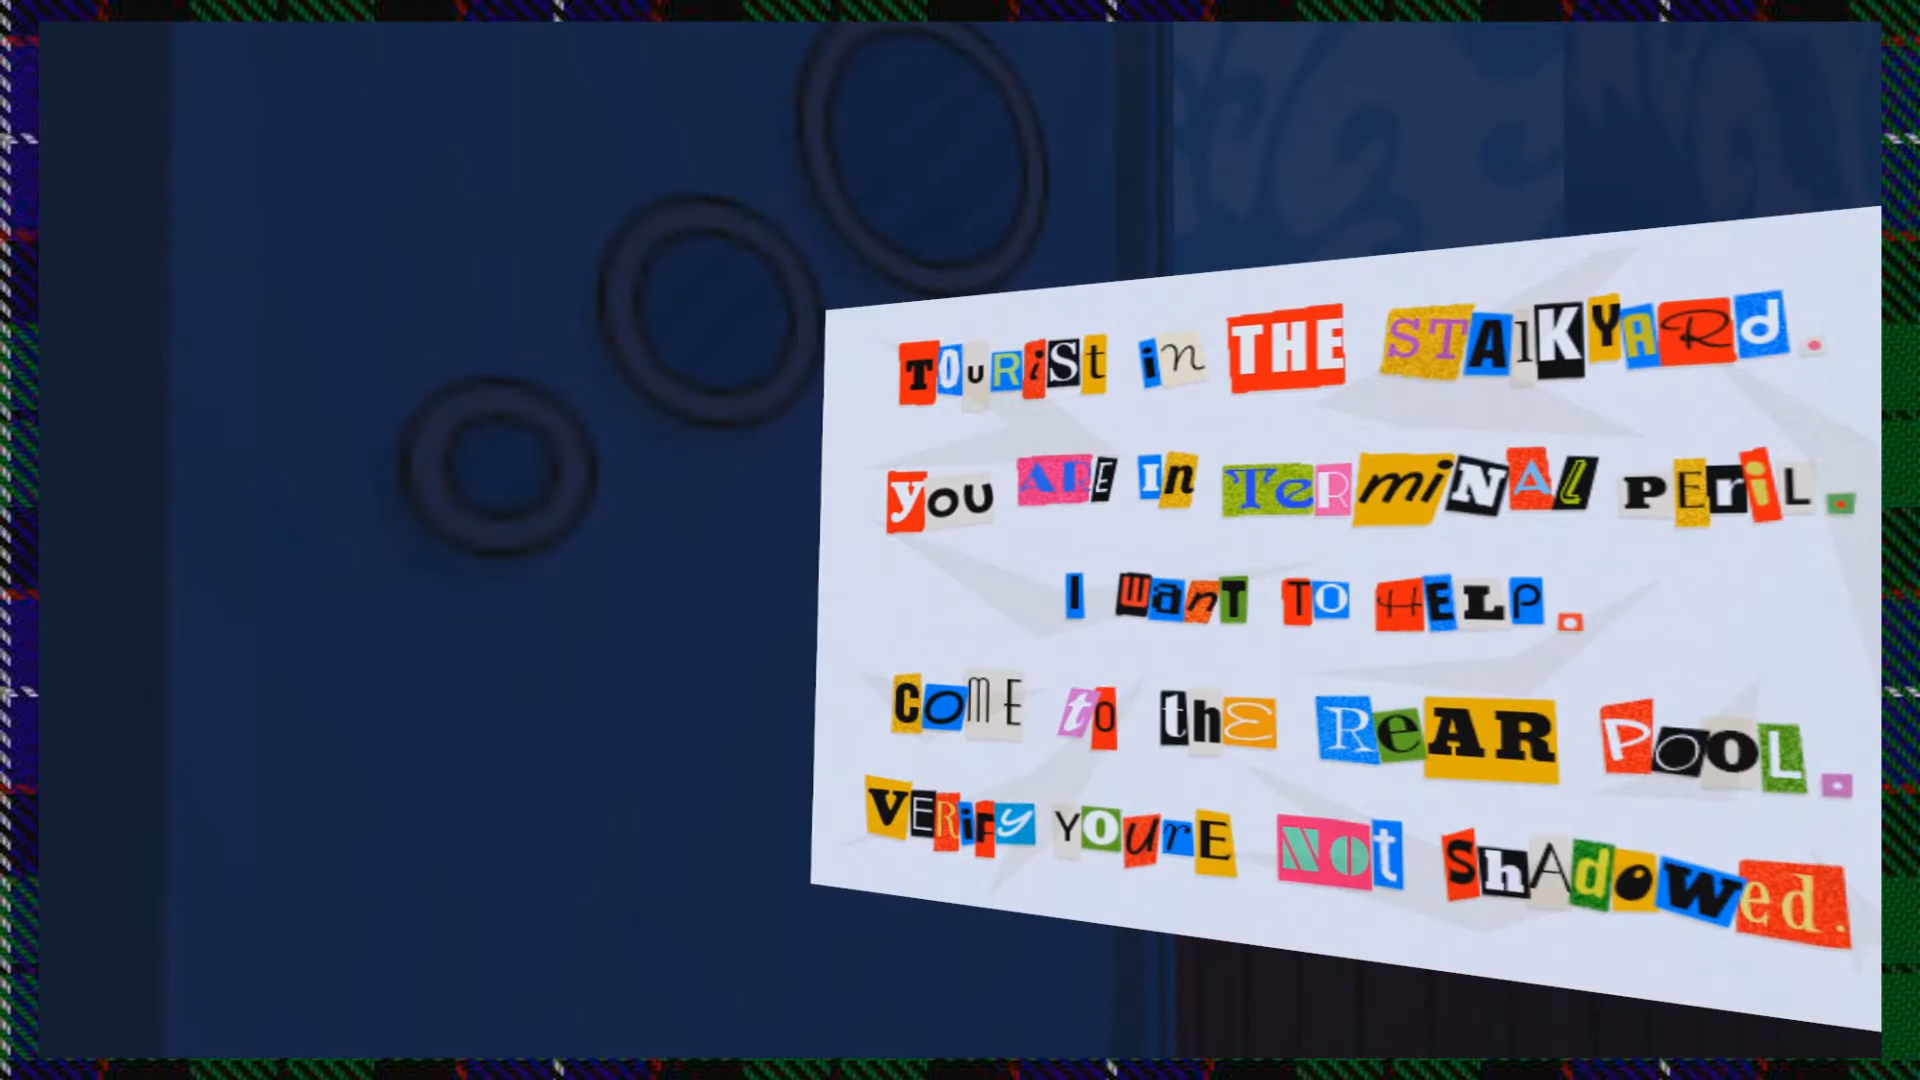 TOuRiSt in THE STAlKYARd.
you ARE In TeRmiNAL PEriL.
I WanT TO HELP.
COME to thE ReAR POOL.
VERiFY YOurE Not ShAdoWed.